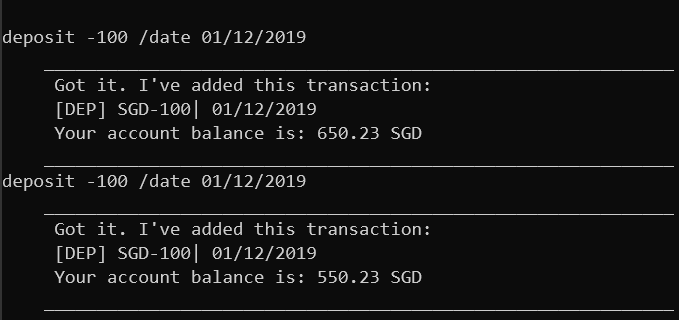 deposit -100 /date 01/12/2019
Got it. I've added this transaction:
[DEP] SGD-100| 01/12/2019
Your account balance is: 650.23 SGD
deposit -100 /date 01/12/2019
Got it. I've added this transaction:
[DEP] SGD-100| 01/12/2019
Your account balance is: 550.23 SGD